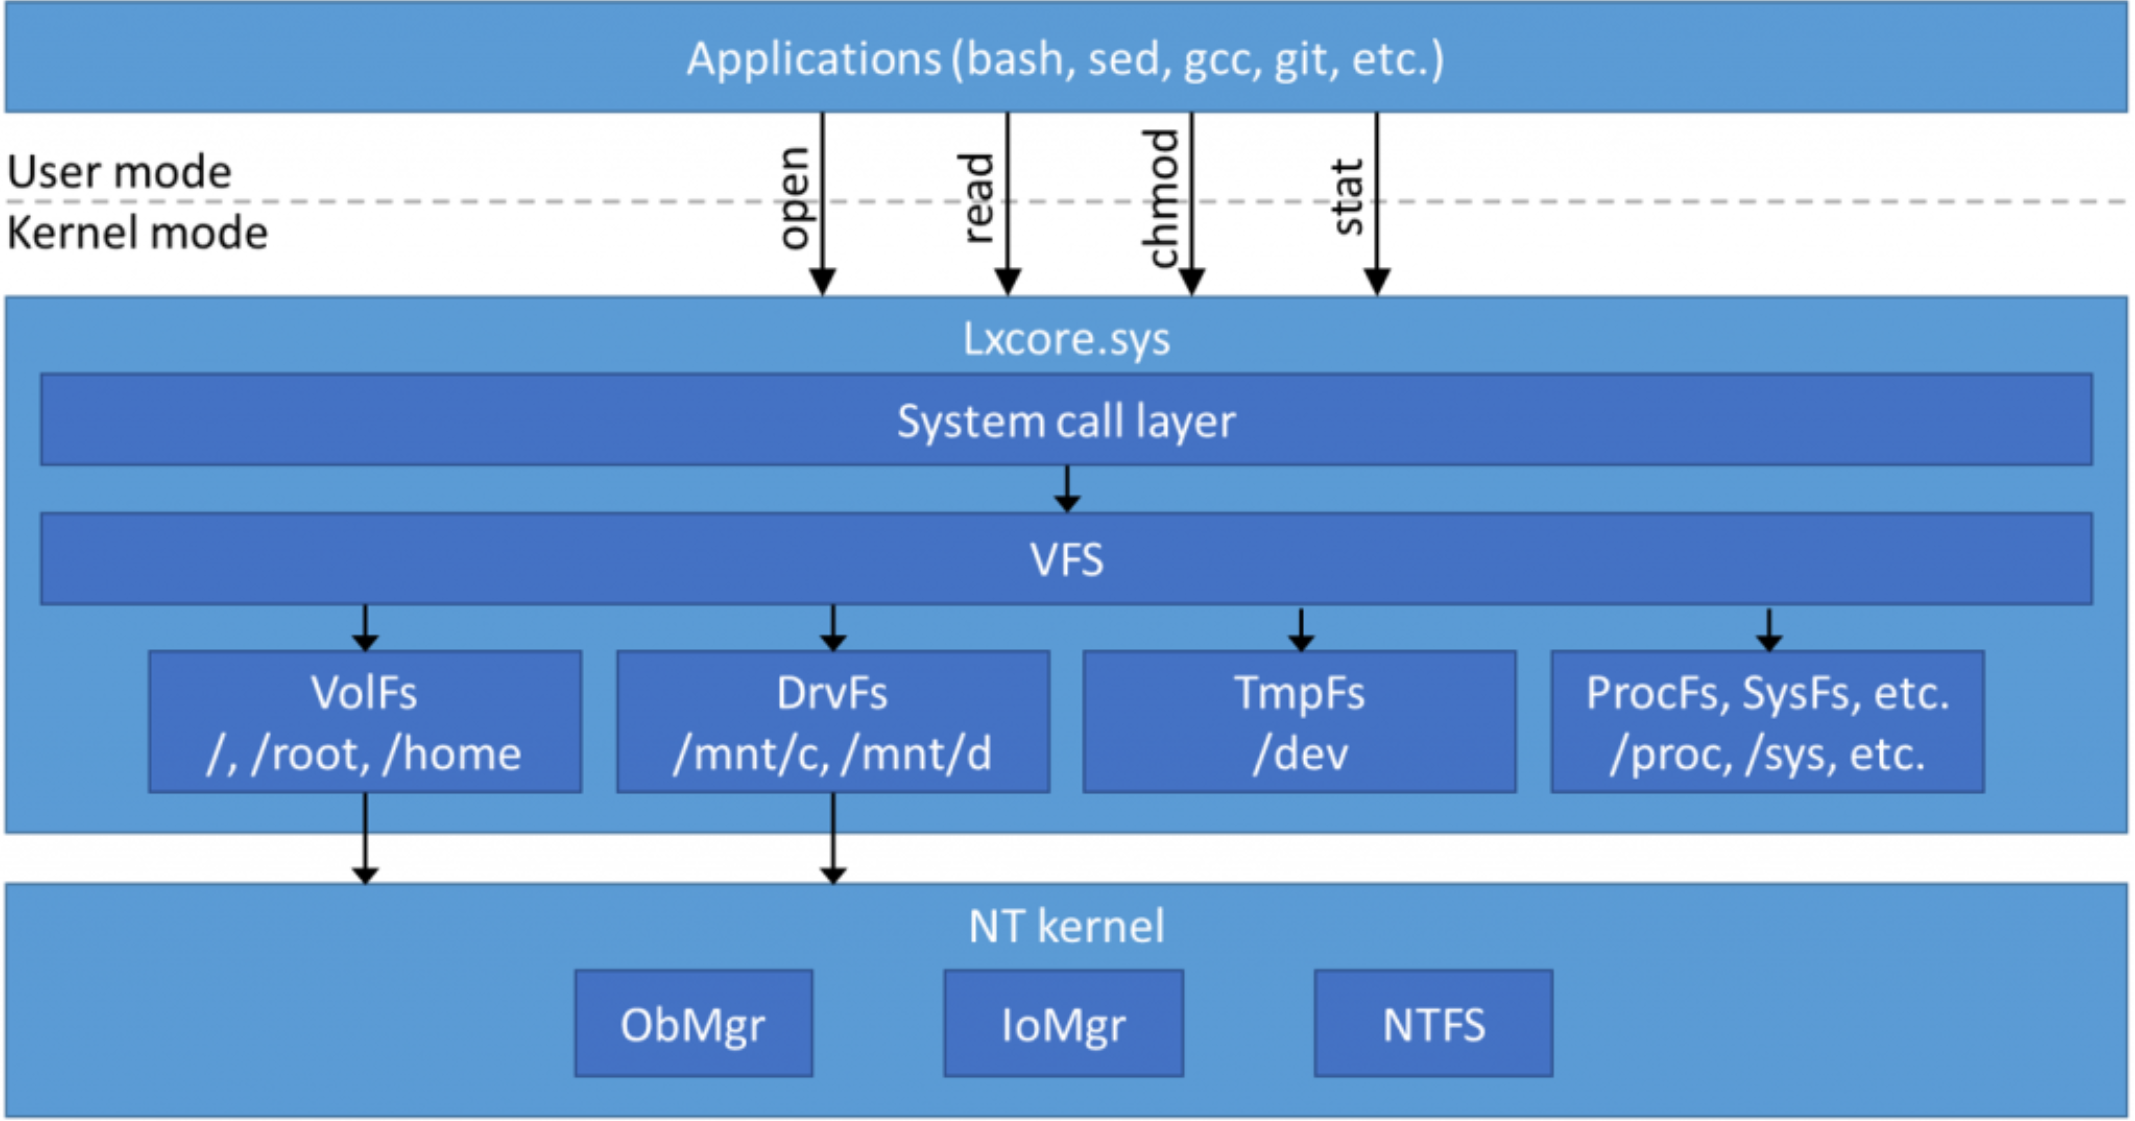 Applications (bash, sed, gcc, git, etc.)
User mode
Kernel mode
open
read
chmod
stat
Lxcore.sys
System call layer
VFS
VolFs
/, /root, /home
DrvFs
/mnt/c, /mnt/d
TmpFs
/dev
ProcFs, SysFs, etc.
/proc, /sys, etc.
NT kernel
ObMgr
IoMgr
NTFS